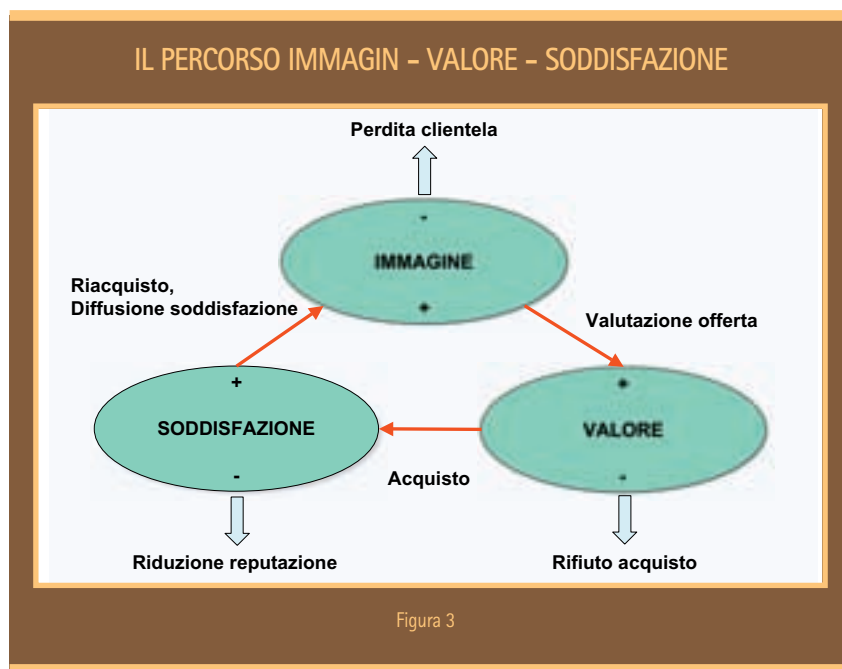 IL PERCORSO IMMAGIN – VALORE – SODDISFAZIONE
Perdita clientela
-
IMMAGINE
+
Riacquisto,
Diffusione soddisfazione
Valutazione offerta
+
SODDISFAZIONE
-
+
VALORE
-
Acquisto
Riduzione reputazione
Rifiuto acquisto
Figura 3